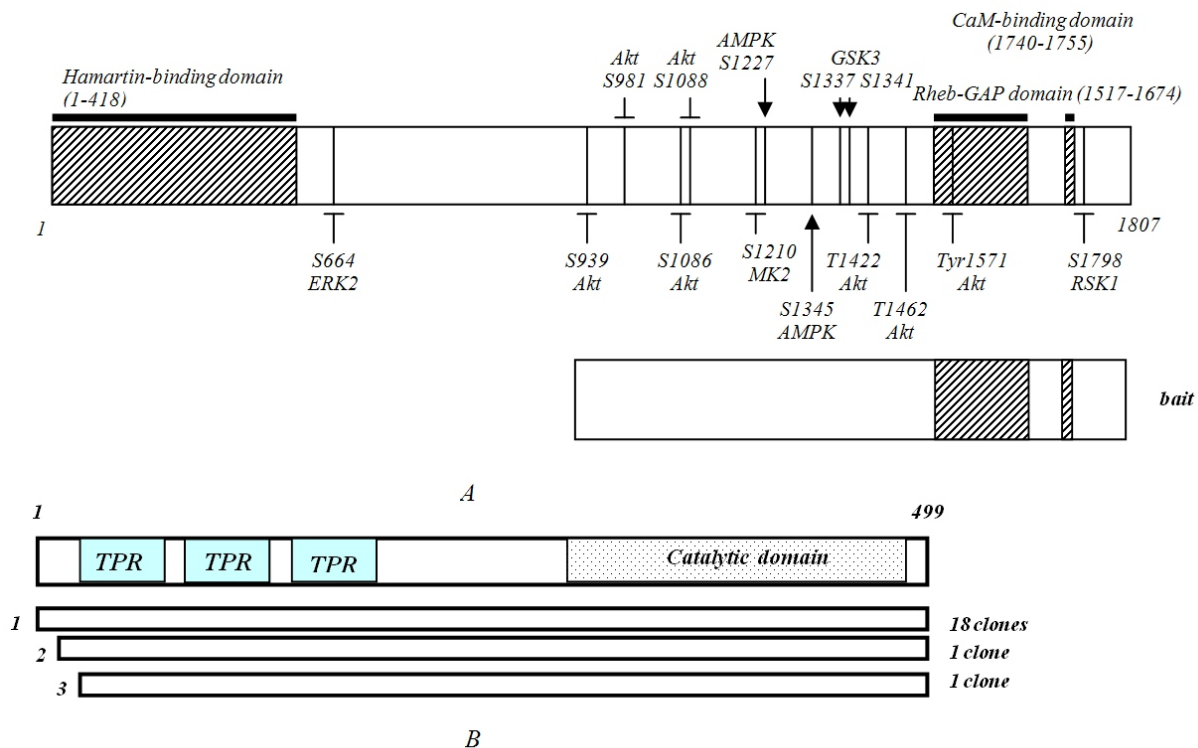 CaM-binding domain
(1740-1755)
Hamartin-binding domain
(1-418)
Akt
S981
Akt
S1088
AMPK
S1227
GSK3
S1337 S1341
Rheb-GAP domain (1517-1674)
1
1807
S664
ERK2
S939
Akt
S1086
Akt
S1210
MK2
S1345
AMPK
T1422
Akt
T1462
Akt
Tyr1571
Akt
S1798
RSK1
bait
A
1
499
TPR
TPR
TPR
Catalytic domain
1
18 clones
2
1 clone
3
1 clone
B